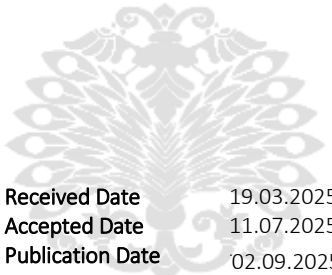 Received Date 19.03.2025
Accepted Date 11.07.2025
Publication Date 02.09.2025